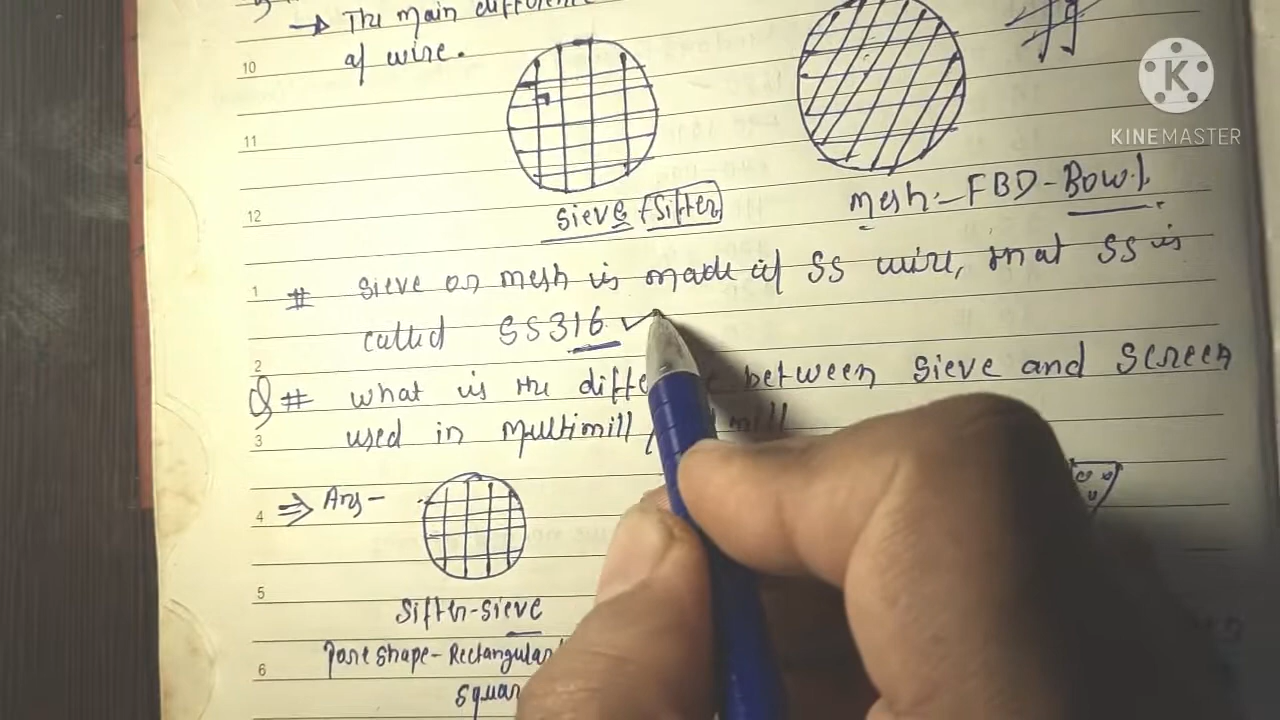 → The main difference
of wire.
10
11
12
KINEMASTER
Sieve + Sifter
mesh:- FBD - Bowl.
1
# Sieve or mesh is made of SS wire, that SS is
called SS316 ✓
2
Q # what is the diffe between Sieve and Screen
3
used in Multimill / mill
4
⇒ Ans -
5
Sifter-sieve
6
Pore shape - Rectangular
Squar